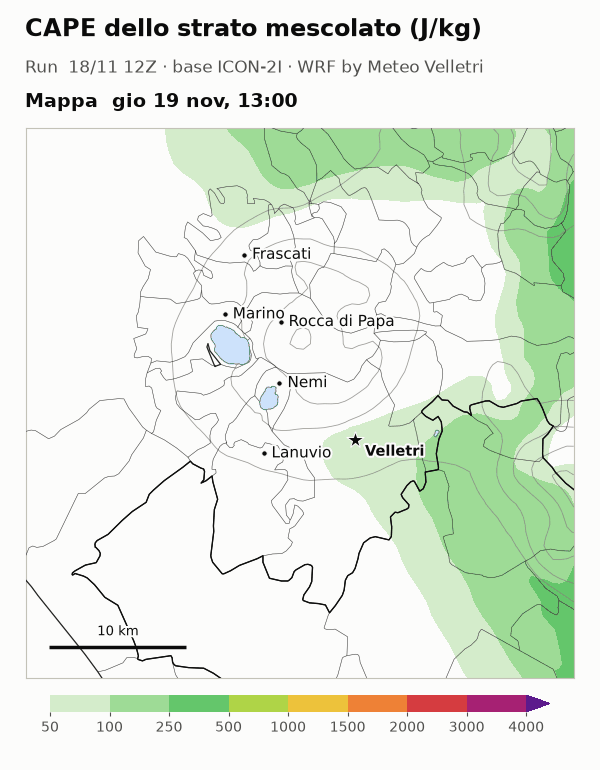 CAPE dello strato mescolato (J/kg)
Run  18/11 12Z · base ICON-2I · WRF by Meteo Velletri
Mappa  gio 19 nov, 13:00
Frascati
Marino
Rocca di Papa
Nemi
Velletri
Lanuvio
10 km
50 100 250 500 1000 1500 2000 3000 4000